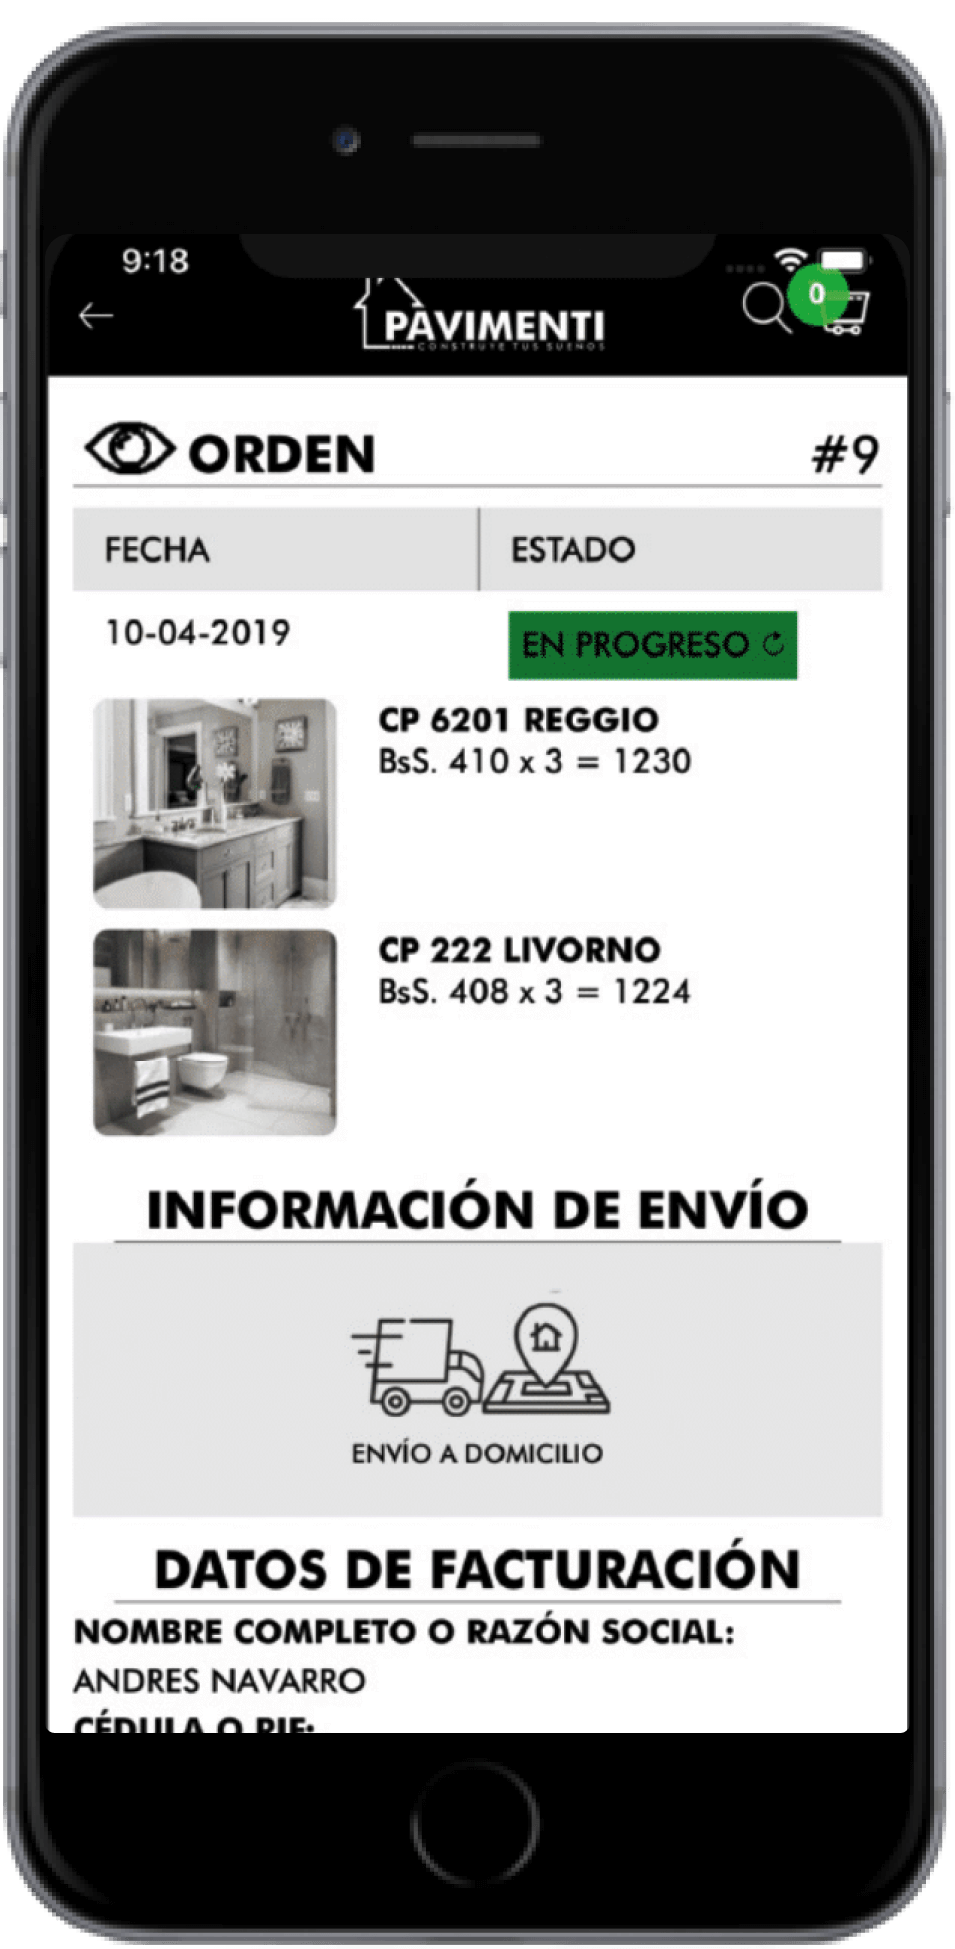 9:18
0
PAVIMENTI
CONSTRUYE TUS SUEÑOS
ORDEN #9
FECHA ESTADO
10-04-2019 EN PROGRESO
CP 6201 REGGIO
BsS. 410 x 3 = 1230
CP 222 LIVORNO
BsS. 408 x 3 = 1224
INFORMACIÓN DE ENVÍO
ENVÍO A DOMICILIO
DATOS DE FACTURACIÓN
NOMBRE COMPLETO O RAZÓN SOCIAL:
ANDRES NAVARRO
CÉDULA O RIF: